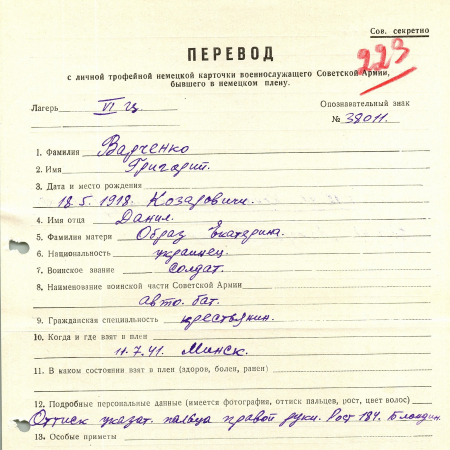 Сов. секретно
223
ПЕРЕВОД
с личной трофейной немецкой карточки военнослужащего Советской Армии,
бывшего в немецком плену.
Лагерь VI Ц Опознавательный знак
№ 38011.
1. Фамилия Варченко
2. Имя Григорий.
3. Дата и место рождения
18.5.1918. Козаровичи.
4. Имя отца Данил.
5. Фамилия матери Образ Екатерина.
6. Национальность украинец.
7. Воинское звание солдат.
8. Наименование воинской части Советской Армии
авто. бат.
9. Гражданская специальность крестьянин.
10. Когда и где взят в плен
11.7.41. Минск.
11. В каком состоянии взят в плен (здоров, болен, ранен)
12. Подробные персональные данные (имеется фотография, оттиск пальцев, рост, цвет волос)
Оттиск указат. пальца правой руки. Рост 184. Блондин.
13. Особые приметы